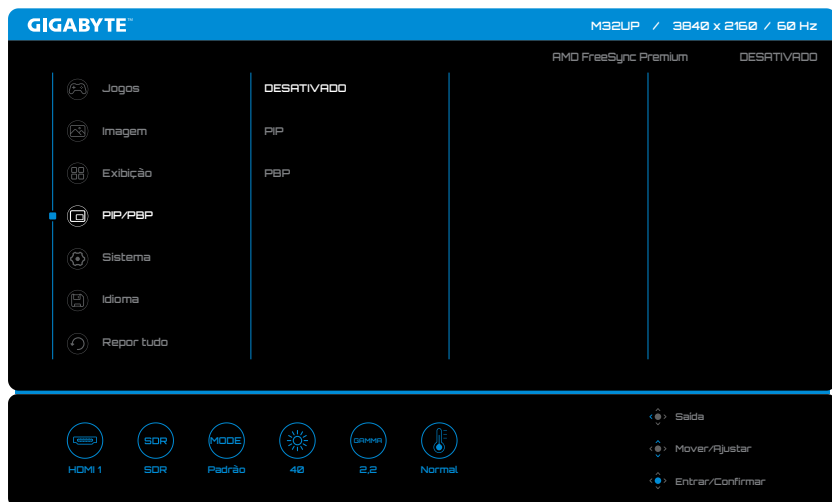 GIGABYTE™
M32UP / 3840 x 2160 / 60 Hz
AMD FreeSync Premium DESATIVADO
Jogos
Imagem
Exibição
PIP/PBP
Sistema
Idioma
Repor tudo
DESATIVADO
PIP
PBP
SDR
MODE
GAMMA
HDMI 1
SDR
Padrão
40
2,2
Normal
Saída
Mover/Ajustar
Entrar/Confirmar